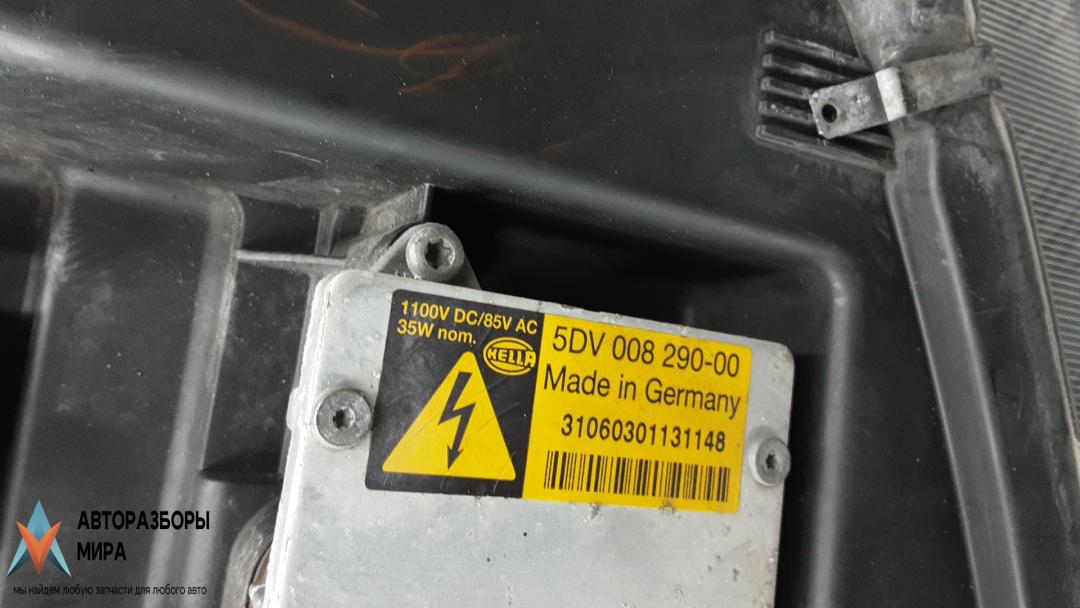 1100V DC/85V AC
35W nom.
HELLA
5DV 008 290-00
Made in Germany
31060301131148
АВТОРАЗБОРЫ
МИРА
мы найдем любую запчасти для любого авто